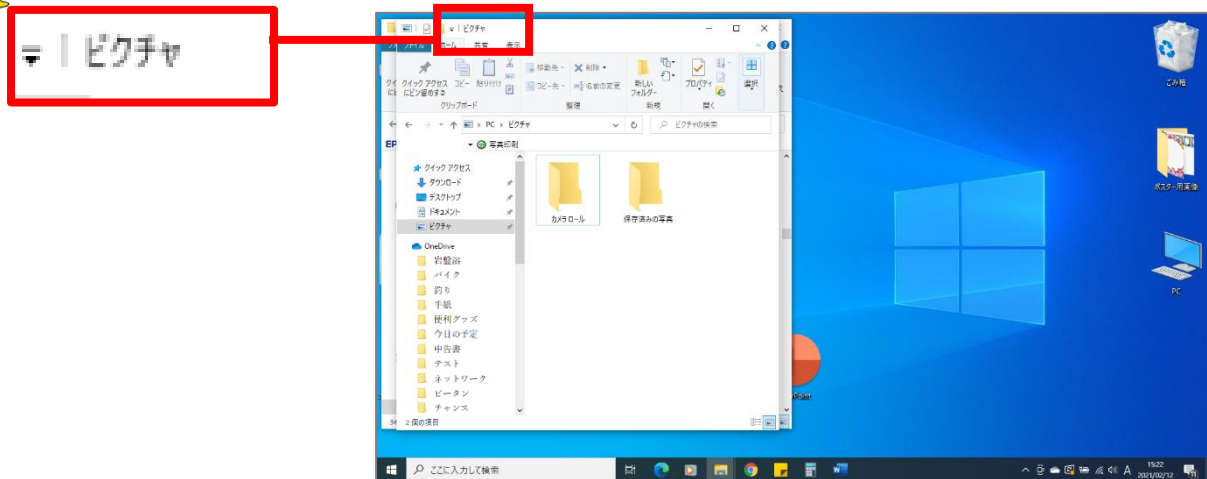 ピクチャ
ピクチャ
ホーム 共有 表示
クイック アクセス にピン留めする
コピー 貼り付け
移動先 削除
コピー先 名前の変更
新しい フォルダー
プロパティ
選択
クリップボード 整理 新規 開く
PC › ピクチャ
ピクチャの検索
EP
写真印刷
クイック アクセス
ダウンロード
デスクトップ
ドキュメント
ピクチャ
OneDrive
岩盤浴
バイク
釣り
手紙
便利グッズ
今日の予定
申告書
テスト
ネットワーク
ピータン
チャンス
カメラ ロール
保存済みの写真
2 個の項目
ごみ箱
ポスター用画像
PC
ここに入力して検索
A
15:22
2021/02/12